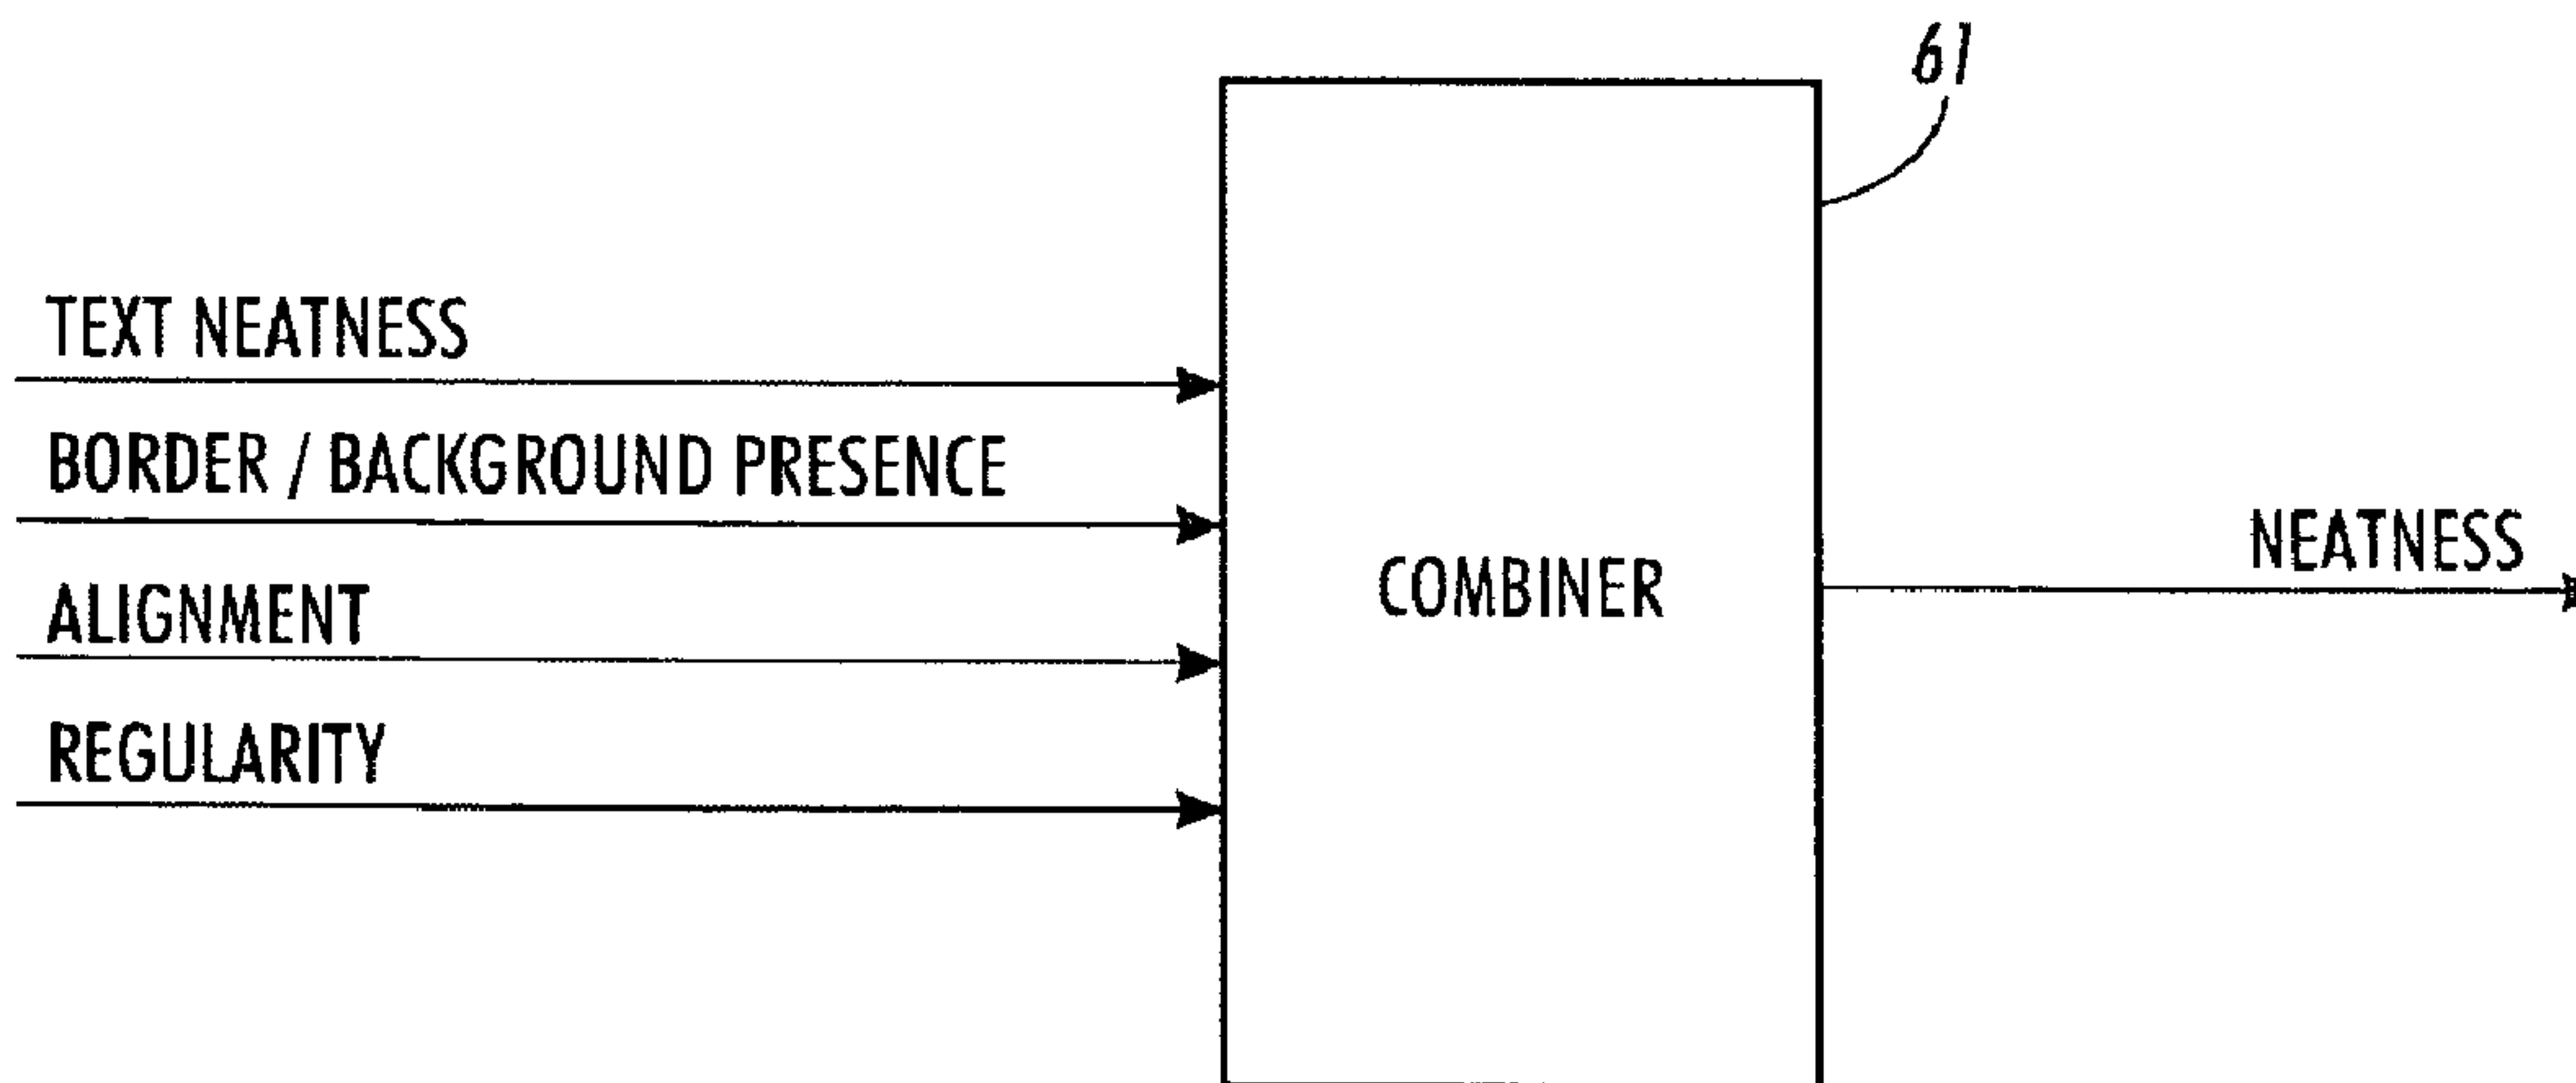 61
TEXT NEATNESS
BORDER / BACKGROUND PRESENCE
ALIGNMENT
REGULARITY
COMBINER
NEATNESS